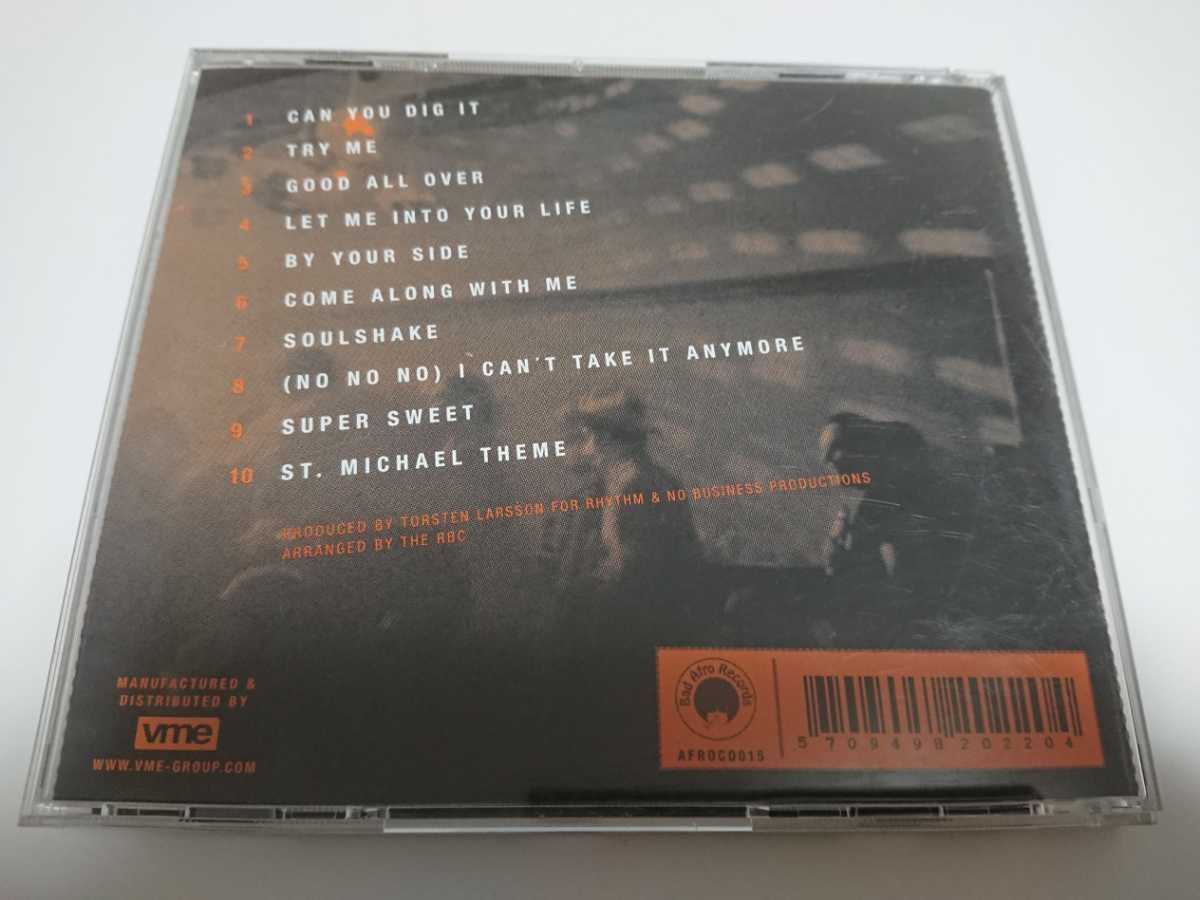 1 CAN YOU DIG IT
2 TRY ME
3 GOOD ALL OVER
4 LET ME INTO YOUR LIFE
5 BY YOUR SIDE
6 COME ALONG WITH ME
7 SOULSHAKE
8 (NO NO NO) I CAN'T TAKE IT ANYMORE
9 SUPER SWEET
10 ST. MICHAEL THEME
PRODUCED BY TORSTEN LARSSON FOR RHYTHM & NO BUSINESS PRODUCTIONS
ARRANGED BY THE RBC
MANUFACTURED &
DISTRIBUTED BY
vme
WWW.VME-GROUP.COM
Bad Afro Records
AFROCD015
5 709498 202204